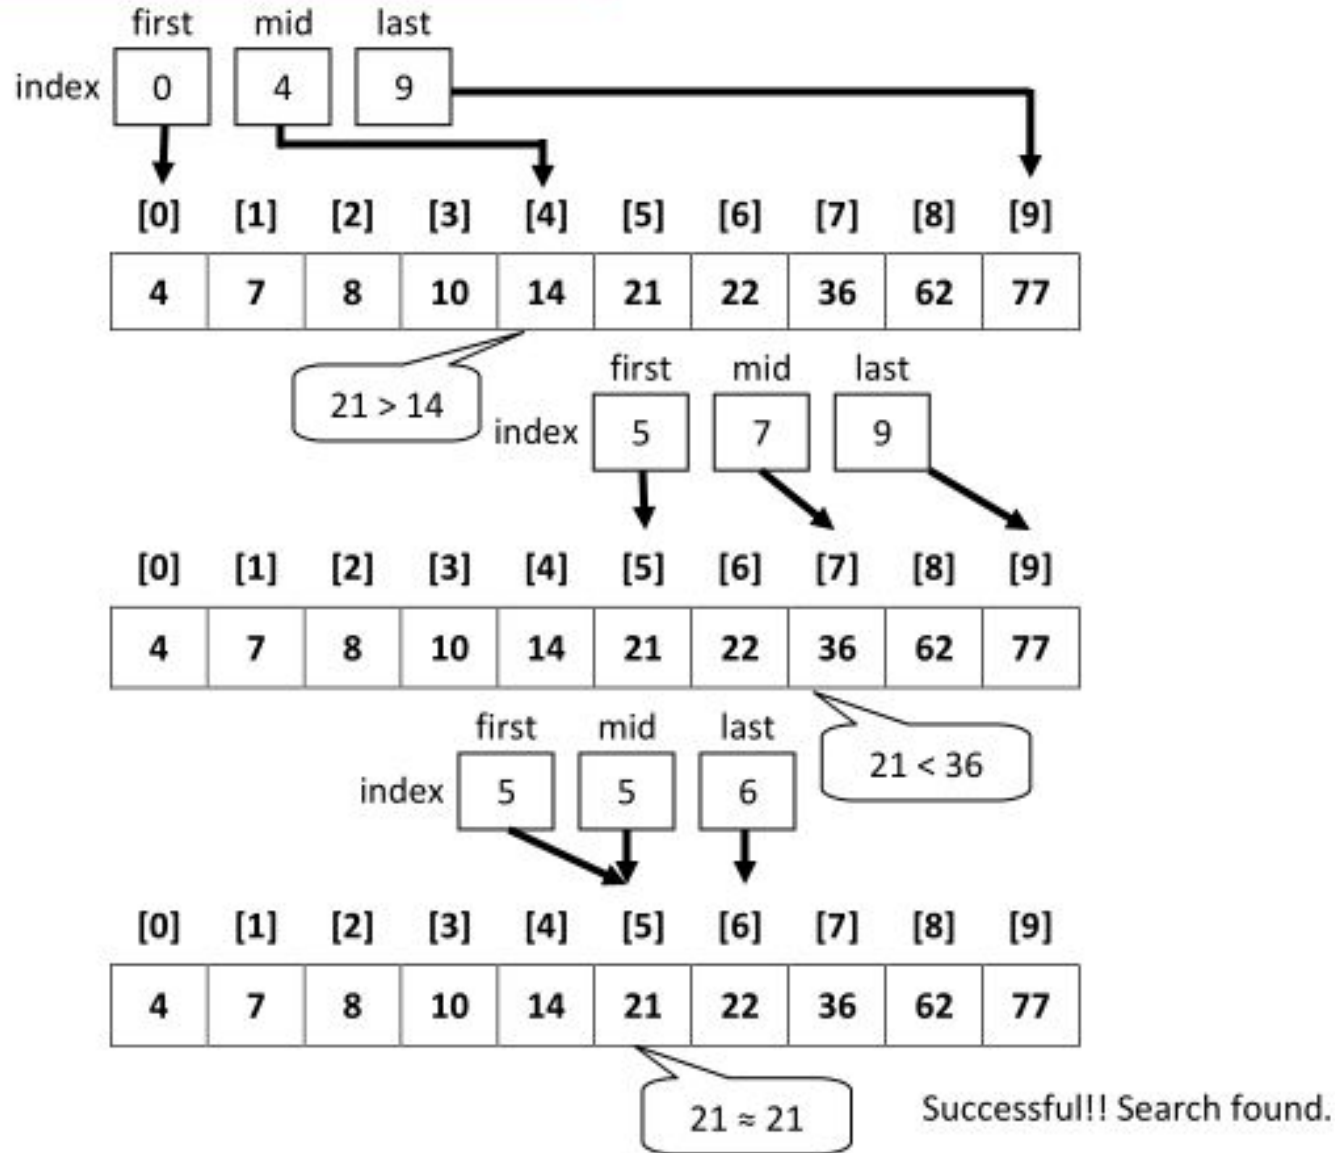 first mid last
index 0 4 9
[0] [1] [2] [3] [4] [5] [6] [7] [8] [9]
4 7 8 10 14 21 22 36 62 77
21 > 14
first mid last
index 5 7 9
[0] [1] [2] [3] [4] [5] [6] [7] [8] [9]
4 7 8 10 14 21 22 36 62 77
21 < 36
first mid last
index 5 5 6
[0] [1] [2] [3] [4] [5] [6] [7] [8] [9]
4 7 8 10 14 21 22 36 62 77
21 ≈ 21
Successful!! Search found.